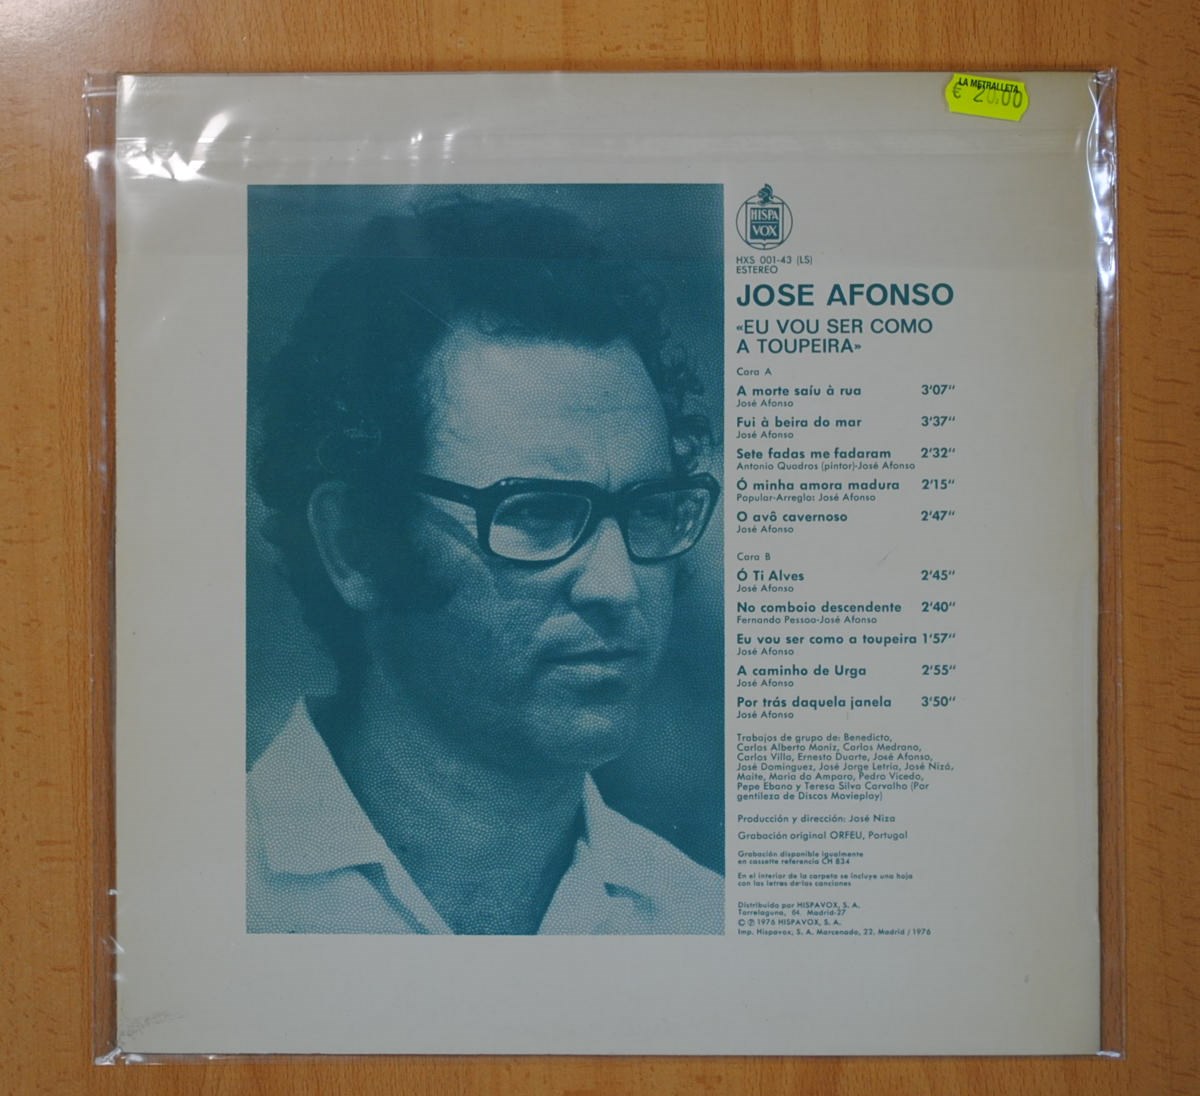 LA METRALLETA
€ 20,00
HISPA
VOX
HXS 001-43 (LS)
ESTEREO
JOSE AFONSO
«EU VOU SER COMO
A TOUPEIRA»
Cara A
A morte saíu à rua 3'07"
José Afonso
Fui à beira do mar 3'37"
José Afonso
Sete fadas me fadaram 2'32"
Antonio Quadros (pintor)-José Afonso
Ó minha amora madura 2'15"
Popular-Arreglo: José Afonso
O avô cavernoso 2'47"
José Afonso
Cara B
Ó Ti Alves 2'45"
José Afonso
No comboio descendente 2'40"
Fernando Pessoa-José Afonso
Eu vou ser como a toupeira 1'57"
José Afonso
A caminho de Urga 2'55"
José Afonso
Por trás daquela janela 3'50"
José Afonso
Trabajos de grupo de: Benedicto,
Carlos Alberto Moniz, Carlos Medrano,
Carlos Villa, Ernesto Duarte, José Afonso,
José Dominguez, José Jorge Letria, José Nizá,
Maite, Maria do Amparo, Pedro Vicedo,
Pepe Ebano y Teresa Silva Carvalho (Por
gentileza de Discos Movieplay)
Producción y dirección: José Niza
Grabación original ORFEU, Portugal
Grabación disponible igualmente
en cassette referencia CH 834
En el interior de la carpeta se incluye una hoja
con las letras de las canciones
Distribuido por HISPAVOX, S. A.
Torrelaguna, 64. Madrid-27
© ℗ 1976 HISPAVOX, S. A.
Imp. Hispavox, S. A. Marcenado, 22. Madrid / 1976